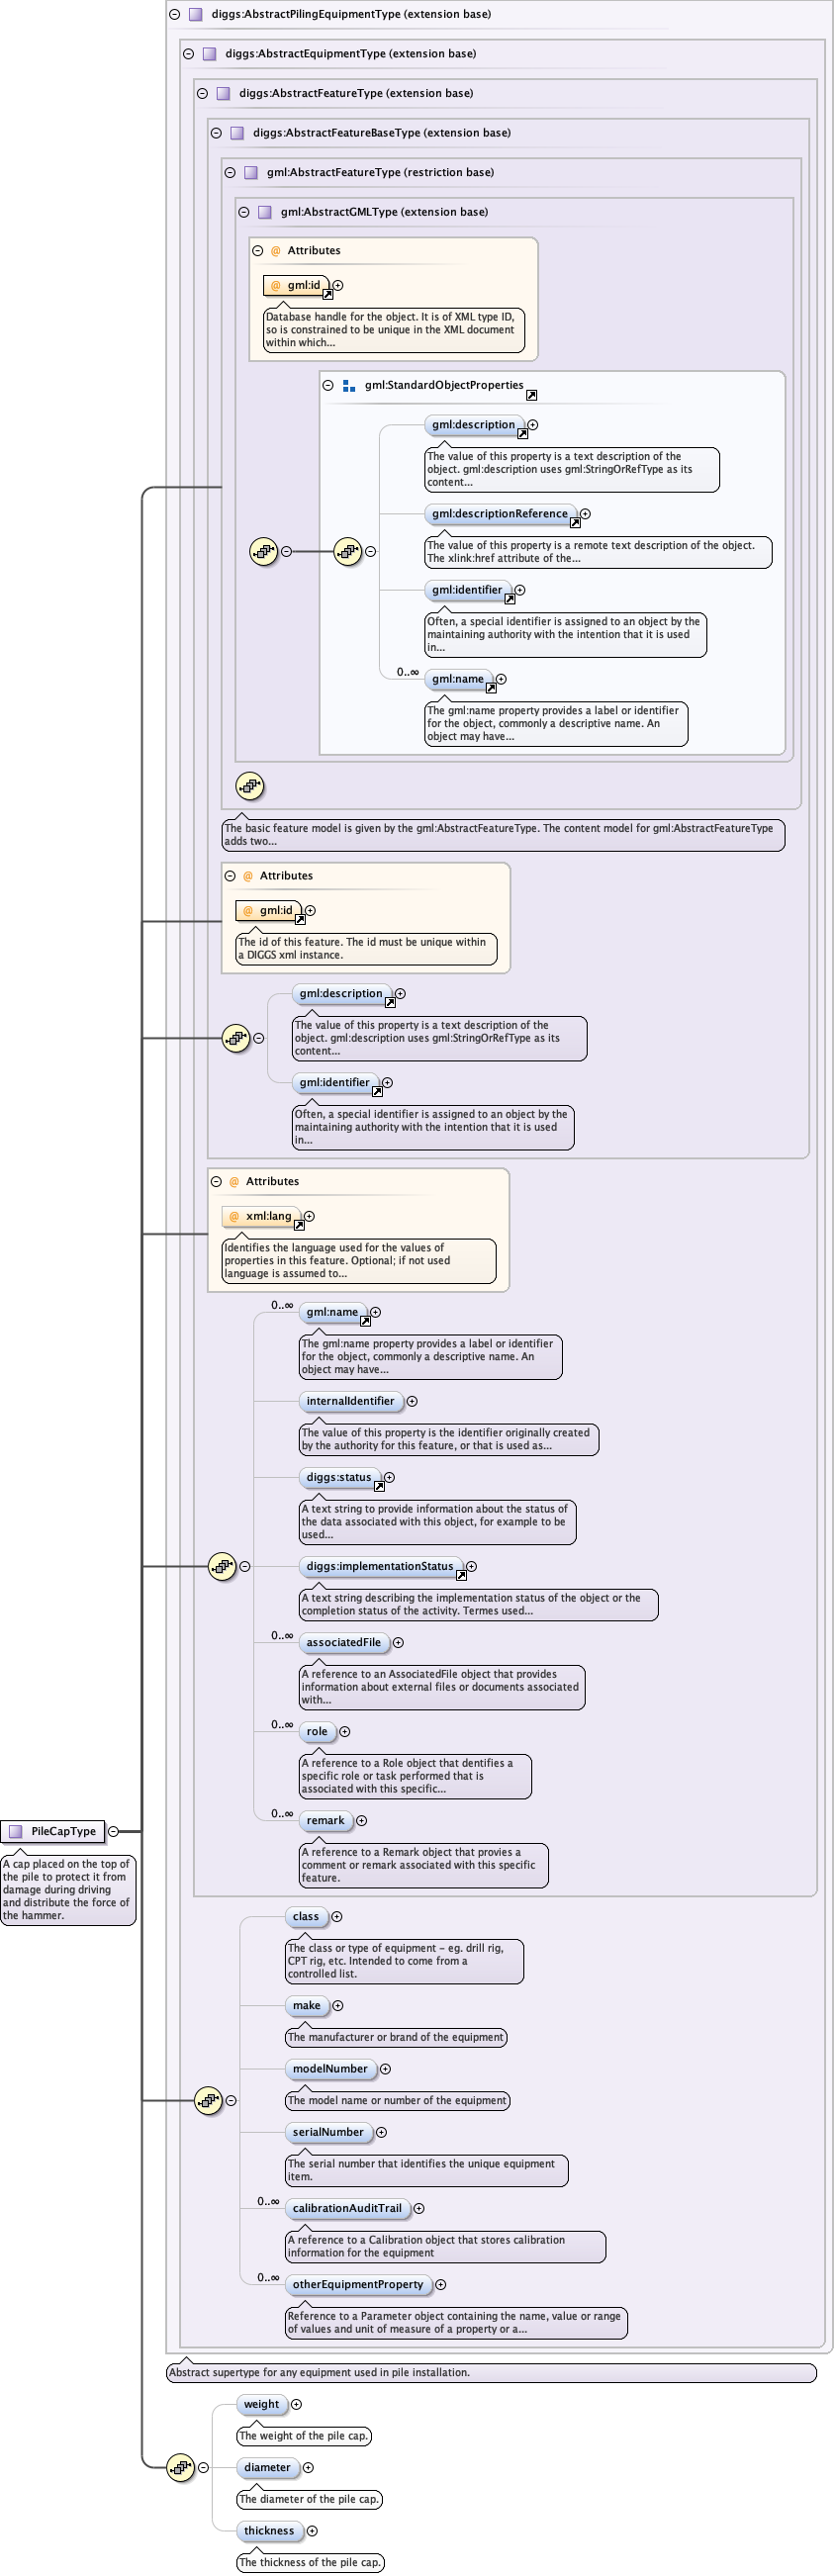 diggs:AbstractPilingEquipmentType (extension base)
diggs:AbstractEquipmentType (extension base)
diggs:AbstractFeatureType (extension base)
diggs:AbstractFeatureBaseType (extension base)
gml:AbstractFeatureType (restriction base)
gml:AbstractGMLType (extension base)
@ Attributes
@ gml:id
Database handle for the object. It is of XML type ID,
so is constrained to be unique in the XML document
within which...
gml:StandardObjectProperties
gml:description
The value of this property is a text description of the
object. gml:description uses gml:StringOrRefType as its
content...
gml:descriptionReference
The value of this property is a remote text description of the object.
The xlink:href attribute of the...
gml:identifier
Often, a special identifier is assigned to an object by the
maintaining authority with the intention that it is used
in...
0..∞
gml:name
The gml:name property provides a label or identifier
for the object, commonly a descriptive name. An
object may have...
The basic feature model is given by the gml:AbstractFeatureType. The content model for gml:AbstractFeatureType
adds two...
@ Attributes
@ gml:id
The id of this feature. The id must be unique within
a DIGGS xml instance.
gml:description
The value of this property is a text description of the
object. gml:description uses gml:StringOrRefType as its
content...
gml:identifier
Often, a special identifier is assigned to an object by the
maintaining authority with the intention that it is used
in...
@ Attributes
@ xml:lang
Identifies the language used for the values of
properties in this feature. Optional; if not used
language is assumed to...
0..∞
gml:name
The gml:name property provides a label or identifier
for the object, commonly a descriptive name. An
object may have...
internalIdentifier
The value of this property is the identifier originally created
by the authority for this feature, or that is used as...
diggs:status
A text string to provide information about the status of
the data associated with this object, for example to be
used...
diggs:implementationStatus
A text string describing the implementation status of the object or the
completion status of the activity. Termes used...
0..∞
associatedFile
A reference to an AssociatedFile object that provides
information about external files or documents associated
with...
0..∞
role
A reference to a Role object that dentifies a
specific role or task performed that is
associated with this specific...
0..∞
remark
A reference to a Remark object that provies a
comment or remark associated with this specific
feature.
PileCapType
A cap placed on the top of
the pile to protect it from
damage during driving
and distribute the force of
the hammer.
class
The class or type of equipment - eg. drill rig,
CPT rig, etc. Intended to come from a
controlled list.
make
The manufacturer or brand of the equipment
modelNumber
The model name or number of the equipment
serialNumber
The serial number that identifies the unique equipment
item.
0..∞
calibrationAuditTrail
A reference to a Calibration object that stores calibration
information for the equipment
0..∞
otherEquipmentProperty
Reference to a Parameter object containing the name, value or range
of values and unit of measure of a property or a...
Abstract supertype for any equipment used in pile installation.
weight
The weight of the pile cap.
diameter
The diameter of the pile cap.
thickness
The thickness of the pile cap.